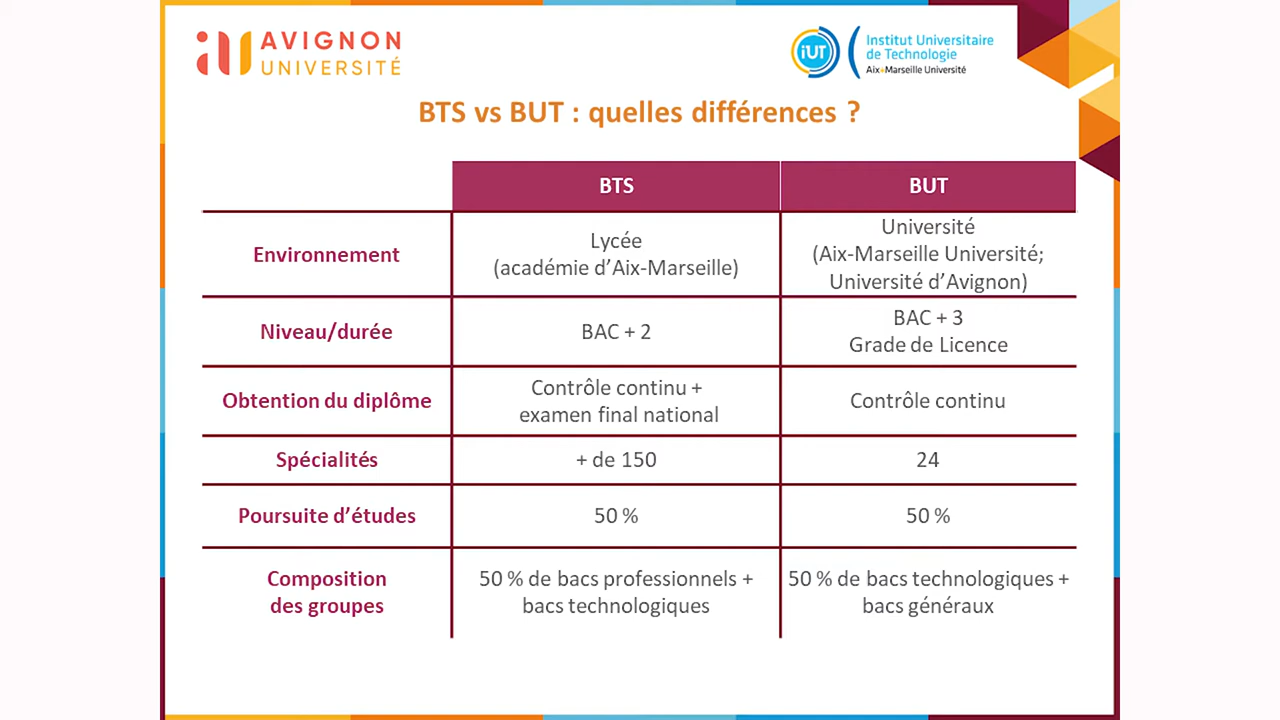 AVIGNON
UNIVERSITÉ
iUT
Institut Universitaire
de Technologie
Aix+Marseille Université
BTS vs BUT : quelles différences ?
BTS
BUT
Environnement
Lycée
(académie d’Aix-Marseille)
Université
(Aix-Marseille Université;
Université d’Avignon)
Niveau/durée
BAC + 2
BAC + 3
Grade de Licence
Obtention du diplôme
Contrôle continu +
examen final national
Contrôle continu
Spécialités
+ de 150
24
Poursuite d’études
50 %
50 %
Composition
des groupes
50 % de bacs professionnels +
bacs technologiques
50 % de bacs technologiques +
bacs généraux